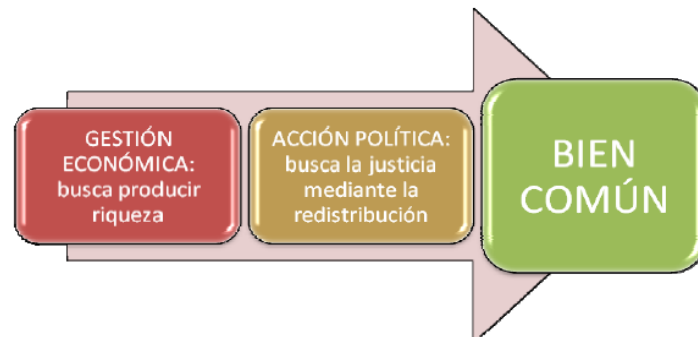 GESTIÓN
ECONÓMICA:
busca producir
riqueza
ACCIÓN POLÍTICA:
busca la justicia
mediante la
redistribución
BIEN
COMÚN